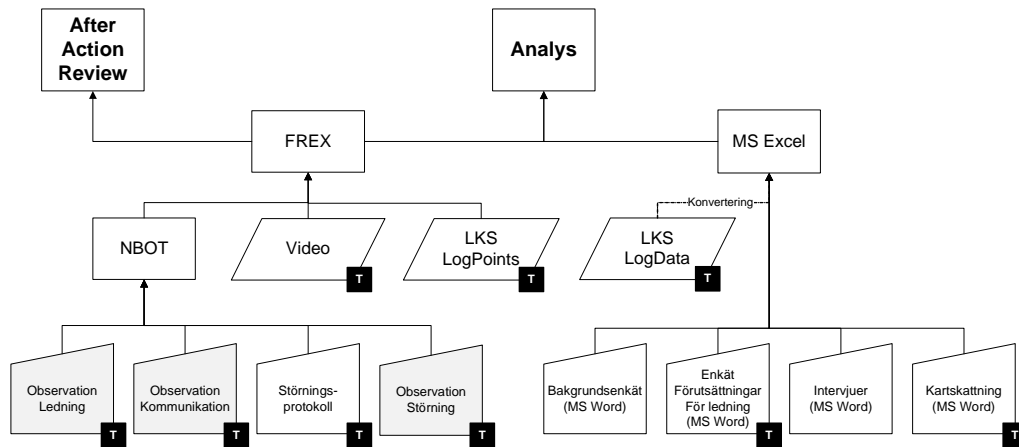 After
Action
Review
Analys
FREX
MS Excel
Konvertering
NBOT
Video
T
LKS
LogPoints
T
LKS
LogData
T
Observation
Ledning
T
Observation
Kommunikation
T
Störnings-
protokoll
T
Observation
Störning
T
Bakgrundsenkät
(MS Word)
Enkät
Förutsättningar
För ledning
(MS Word)
T
Intervjuer
(MS Word)
Kartskattning
(MS Word)
T